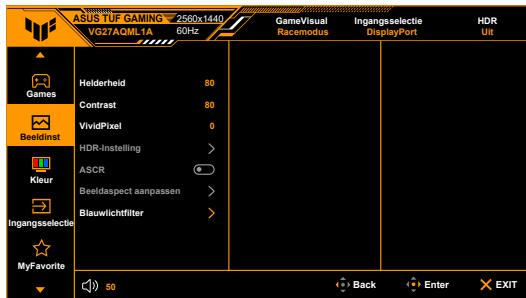 ASUS TUF GAMING 2560x1440
VG27AQML1A 60Hz
GameVisual Ingangsselectie HDR
Racemodus DisplayPort Uit
Games
Beeldinst
Kleur
Ingangsselectie
MyFavorite
Helderheid 80
Contrast 80
VividPixel 0
HDR-Instelling
ASCR
Beeldaspect aanpassen
Blauwlichtfilter
50
Back Enter EXIT